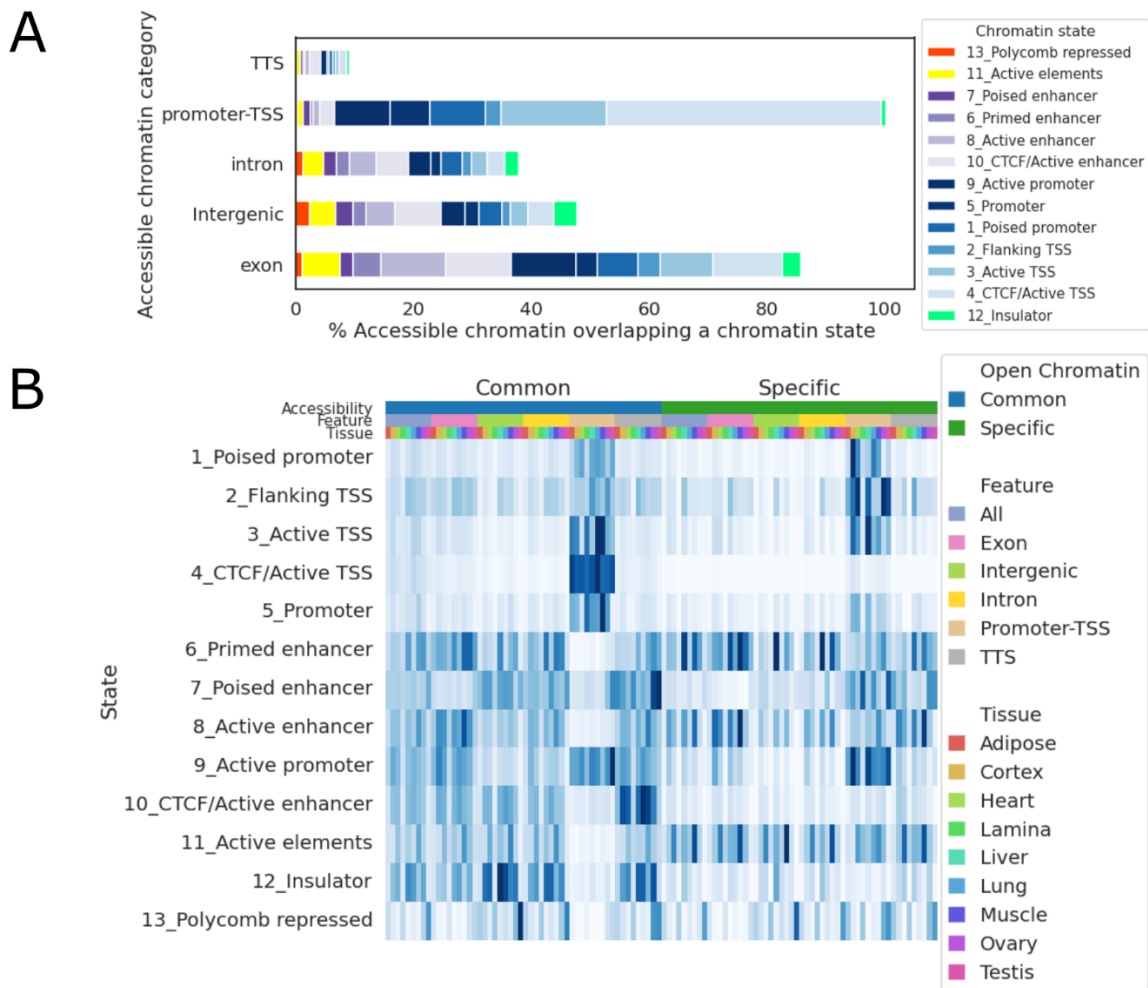 A
Accessible chromatin category
TTS
promoter-TSS
intron
Intergenic
exon
0
20
40
60
80
100
% Accessible chromatin overlapping a chromatin state
Chromatin state
13_Polycomb repressed
11_Active elements
7_Poised enhancer
6_Primed enhancer
8_Active enhancer
10_CTCF/Active enhancer
9_Active promoter
5_Promoter
1_Poised promoter
2_Flanking TSS
3_Active TSS
4_CTCF/Active TSS
12_Insulator
B
Common
Specific
Accessibility
Feature
Tissue
State
1_Poised promoter
2_Flanking TSS
3_Active TSS
4_CTCF/Active TSS
5_Promoter
6_Primed enhancer
7_Poised enhancer
8_Active enhancer
9_Active promoter
10_CTCF/Active enhancer
11_Active elements
12_Insulator
13_Polycomb repressed
Open Chromatin
Common
Specific
Feature
All
Exon
Intergenic
Intron
Promoter-TSS
TTS
Tissue
Adipose
Cortex
Heart
Lamina
Liver
Lung
Muscle
Ovary
Testis